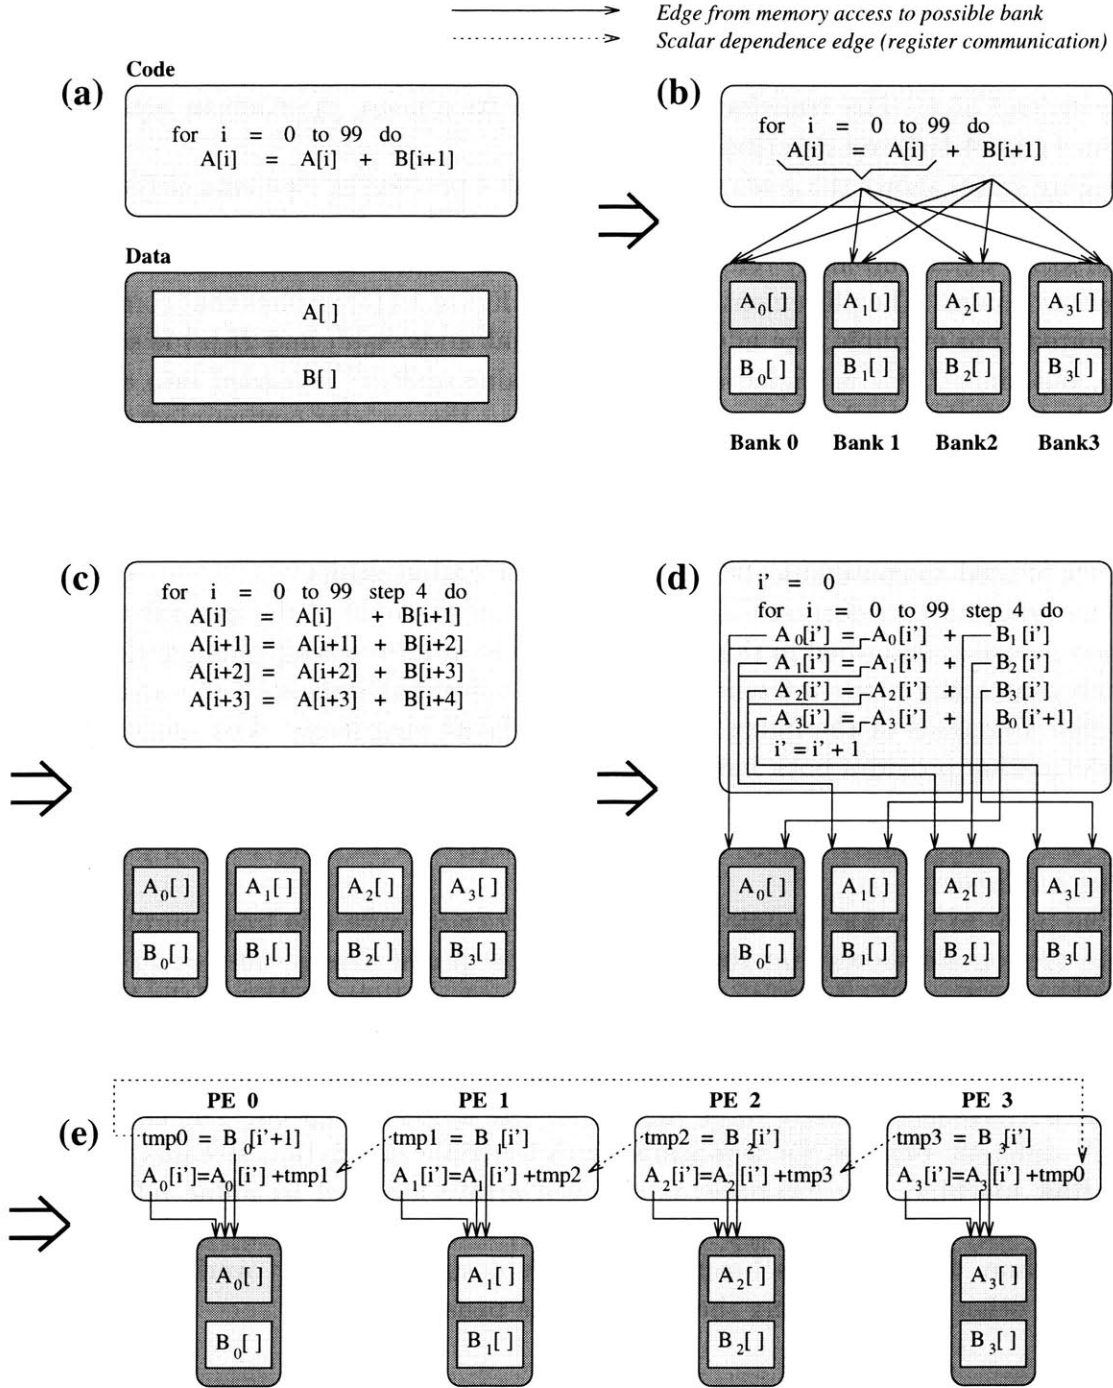 Edge from memory access to possible bank
Scalar dependence edge (register communication)
(a)
Code
for i = 0 to 99 do
A[i] = A[i] + B[i+1]
Data
A[ ]
B[ ]
(b)
for i = 0 to 99 do
A[i] = A[i] + B[i+1]
A0[ ] A1[ ] A2[ ] A3[ ]
B0[ ] B1[ ] B2[ ] B3[ ]
Bank 0 Bank 1 Bank2 Bank3
(c)
for i = 0 to 99 step 4 do
A[i] = A[i] + B[i+1]
A[i+1] = A[i+1] + B[i+2]
A[i+2] = A[i+2] + B[i+3]
A[i+3] = A[i+3] + B[i+4]
A0[ ] A1[ ] A2[ ] A3[ ]
B0[ ] B1[ ] B2[ ] B3[ ]
(d)
i' = 0
for i = 0 to 99 step 4 do
A0[i'] = A0[i'] + B1[i']
A1[i'] = A1[i'] + B2[i']
A2[i'] = A2[i'] + B3[i']
A3[i'] = A3[i'] + B0[i'+1]
i' = i' + 1
A0[ ] A1[ ] A2[ ] A3[ ]
B0[ ] B1[ ] B2[ ] B3[ ]
(e)
PE 0 PE 1 PE 2 PE 3
tmp0 = B0[i'+1] tmp1 = B1[i'] tmp2 = B2[i'] tmp3 = B3[i']
A0[i']=A0[i'] +tmp1 A1[i']=A1[i'] +tmp2 A2[i']=A2[i'] +tmp3 A3[i']=A3[i'] +tmp0
A0[ ] A1[ ] A2[ ] A3[ ]
B0[ ] B1[ ] B2[ ] B3[ ]